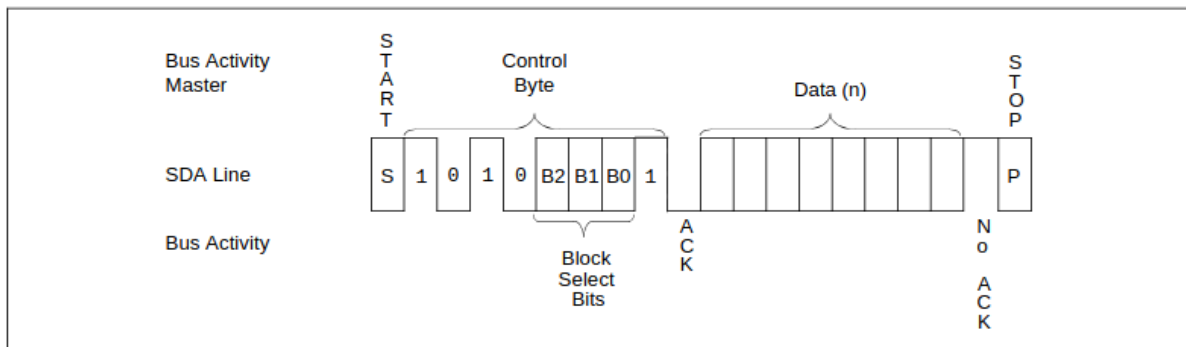 Bus Activity
Master
START
Control
Byte
Data (n)
STOP
SDA Line
S 1 0 1 0 B2 B1 B0 1 P
Bus Activity
ACK
No ACK
Block
Select
Bits